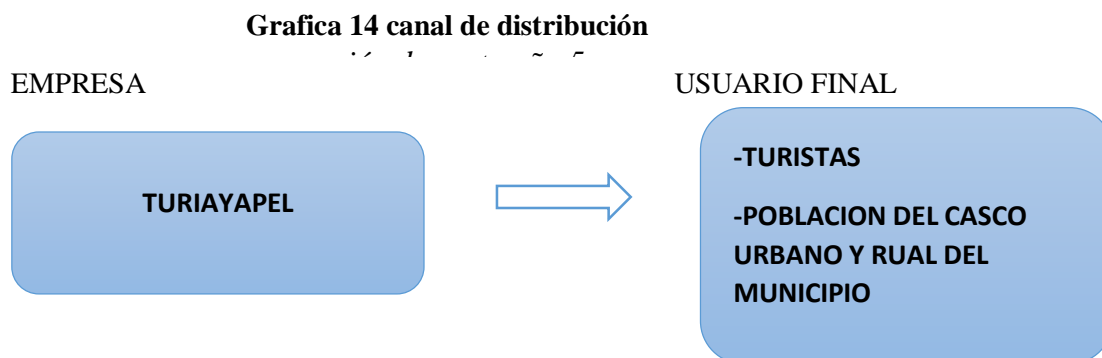 Grafica 14 canal de distribución
EMPRESA
USUARIO FINAL
TURIAYAPEL
-TURISTAS
-POBLACION DEL CASCO
URBANO Y RUAL DEL
MUNICIPIO